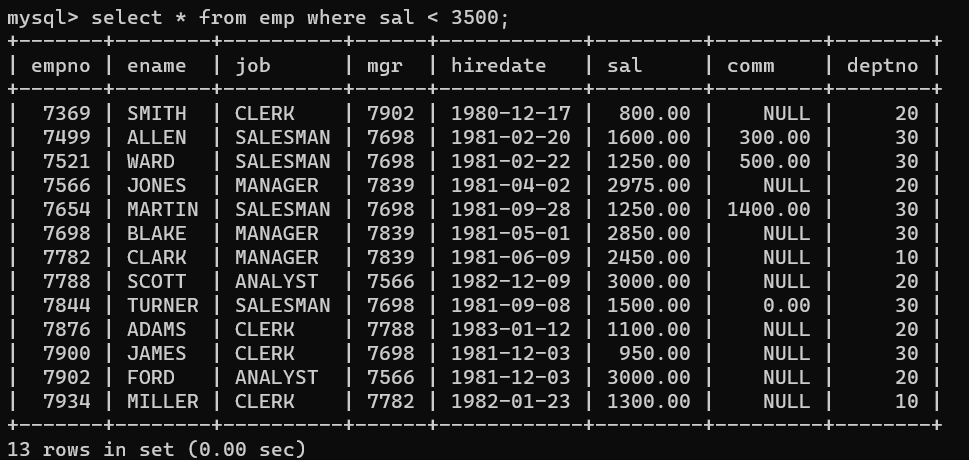 mysql> select * from emp where sal < 3500;
+-------+--------+----------+------+------------+---------+---------+--------+
| empno | ename  | job      | mgr  | hiredate   | sal     | comm    | deptno |
+-------+--------+----------+------+------------+---------+---------+--------+
|  7369 | SMITH  | CLERK    | 7902 | 1980-12-17 |  800.00 |    NULL |     20 |
|  7499 | ALLEN  | SALESMAN | 7698 | 1981-02-20 | 1600.00 |  300.00 |     30 |
|  7521 | WARD   | SALESMAN | 7698 | 1981-02-22 | 1250.00 |  500.00 |     30 |
|  7566 | JONES  | MANAGER  | 7839 | 1981-04-02 | 2975.00 |    NULL |     20 |
|  7654 | MARTIN | SALESMAN | 7698 | 1981-09-28 | 1250.00 | 1400.00 |     30 |
|  7698 | BLAKE  | MANAGER  | 7839 | 1981-05-01 | 2850.00 |    NULL |     30 |
|  7782 | CLARK  | MANAGER  | 7839 | 1981-06-09 | 2450.00 |    NULL |     10 |
|  7788 | SCOTT  | ANALYST  | 7566 | 1982-12-09 | 3000.00 |    NULL |     20 |
|  7844 | TURNER | SALESMAN | 7698 | 1981-09-08 | 1500.00 |    0.00 |     30 |
|  7876 | ADAMS  | CLERK    | 7788 | 1983-01-12 | 1100.00 |    NULL |     20 |
|  7900 | JAMES  | CLERK    | 7698 | 1981-12-03 |  950.00 |    NULL |     30 |
|  7902 | FORD   | ANALYST  | 7566 | 1981-12-03 | 3000.00 |    NULL |     20 |
|  7934 | MILLER | CLERK    | 7782 | 1982-01-23 | 1300.00 |    NULL |     10 |
+-------+--------+----------+------+------------+---------+---------+--------+
13 rows in set (0.00 sec)